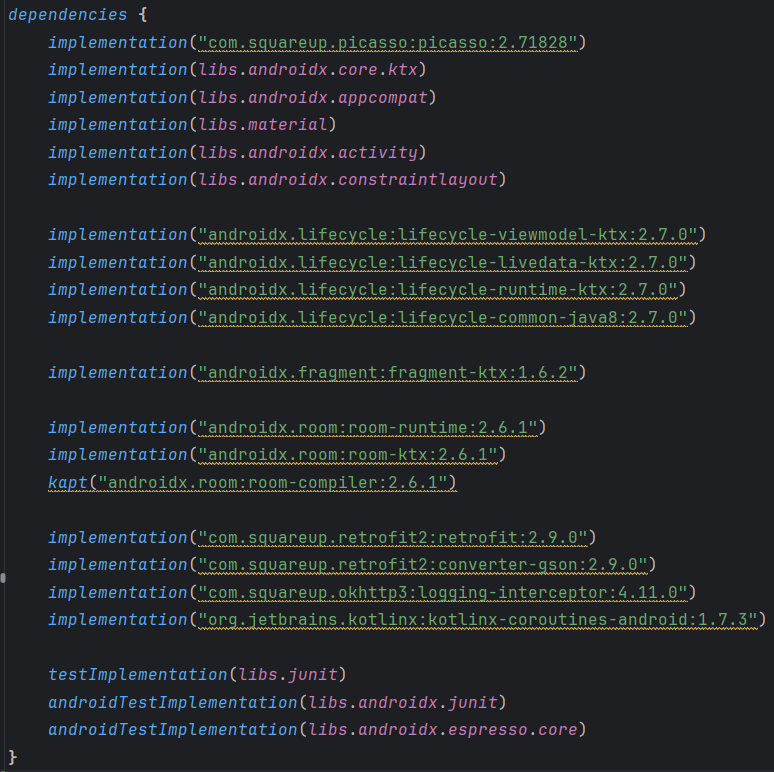 dependencies {
    implementation("com.squareup.picasso:picasso:2.71828")
    implementation(libs.androidx.core.ktx)
    implementation(libs.androidx.appcompat)
    implementation(libs.material)
    implementation(libs.androidx.activity)
    implementation(libs.androidx.constraintlayout)

    implementation("androidx.lifecycle:lifecycle-viewmodel-ktx:2.7.0")
    implementation("androidx.lifecycle:lifecycle-livedata-ktx:2.7.0")
    implementation("androidx.lifecycle:lifecycle-runtime-ktx:2.7.0")
    implementation("androidx.lifecycle:lifecycle-common-java8:2.7.0")

    implementation("androidx.fragment:fragment-ktx:1.6.2")

    implementation("androidx.room:room-runtime:2.6.1")
    implementation("androidx.room:room-ktx:2.6.1")
    kapt("androidx.room:room-compiler:2.6.1")

    implementation("com.squareup.retrofit2:retrofit:2.9.0")
    implementation("com.squareup.retrofit2:converter-gson:2.9.0")
    implementation("com.squareup.okhttp3:logging-interceptor:4.11.0")
    implementation("org.jetbrains.kotlinx:kotlinx-coroutines-android:1.7.3")

    testImplementation(libs.junit)
    androidTestImplementation(libs.androidx.junit)
    androidTestImplementation(libs.androidx.espresso.core)
}